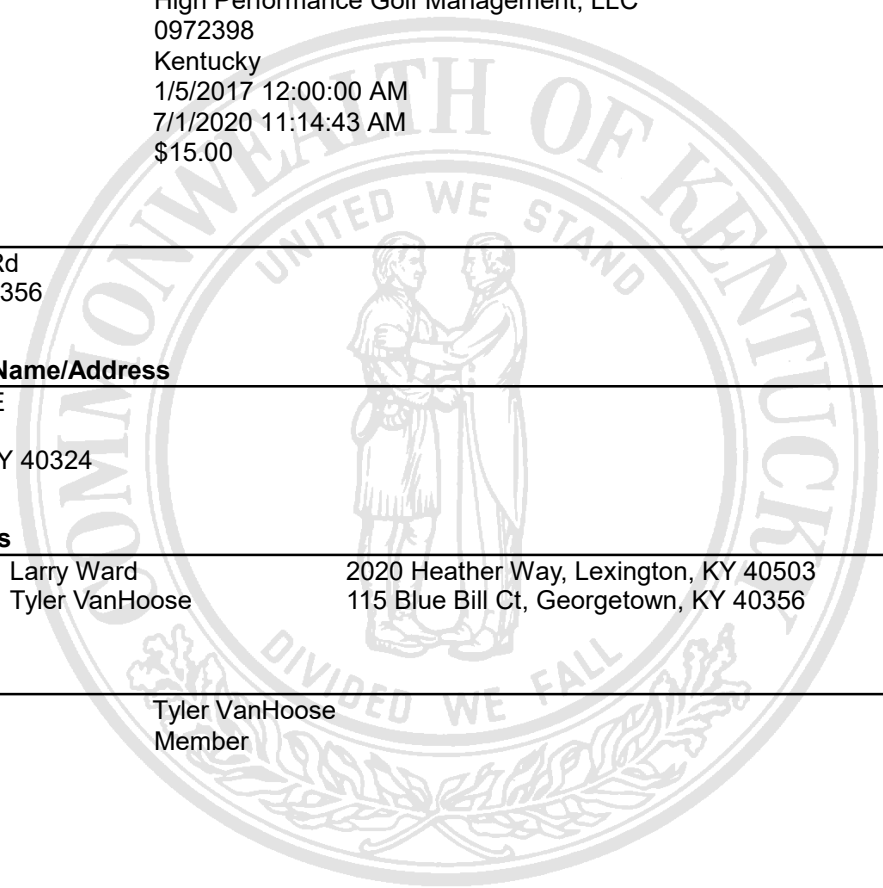 High Performance Golf Management, LLC
0972398
Kentucky
1/5/2017 12:00:00 AM
7/1/2020 11:14:43 AM
$15.00
Rd
356
Name/Address
E
Y 40324
s
Larry Ward 2020 Heather Way, Lexington, KY 40503
Tyler VanHoose 115 Blue Bill Ct, Georgetown, KY 40356
Tyler VanHoose
Member
COMMONWEALTH OF KENTUCKY
UNITED WE STAND
DIVIDED WE FALL